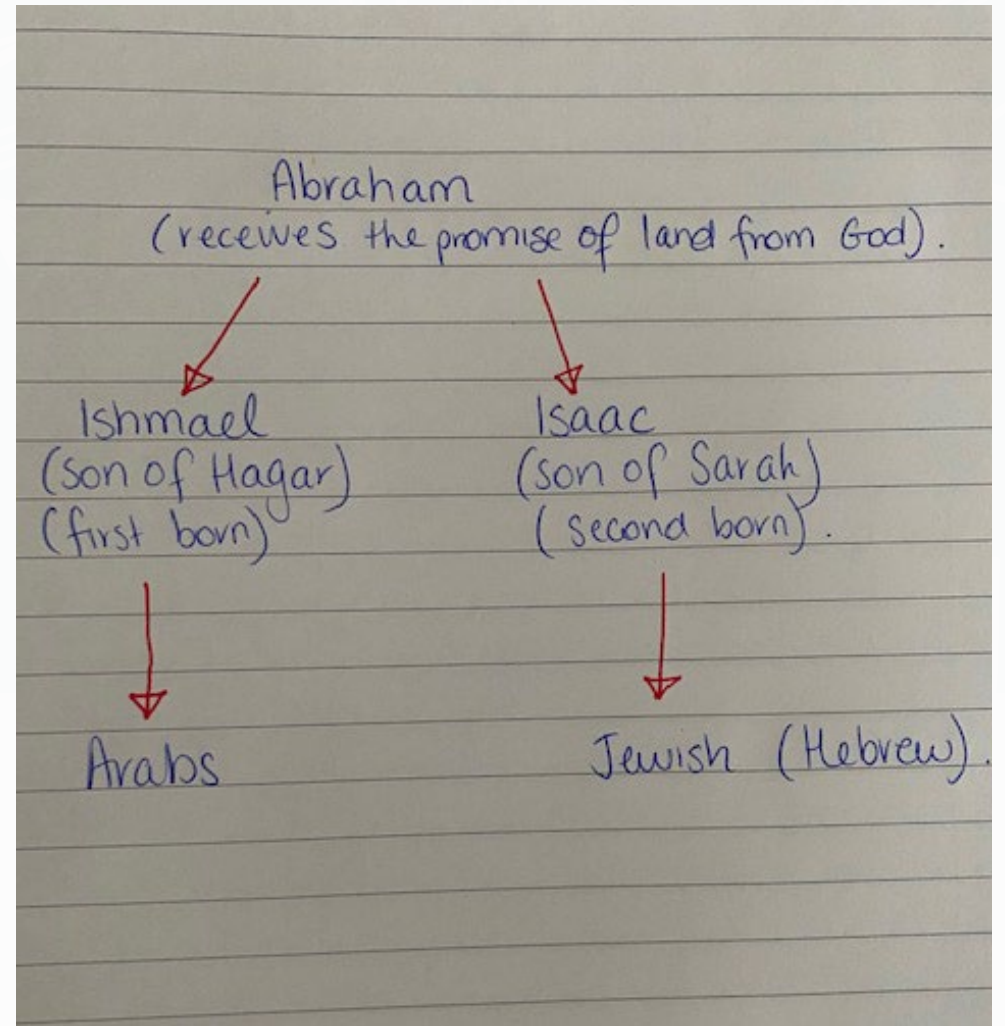 Abraham
(receives the promise of land from God).
Ishmael Isaac
(son of Hagar) (son of Sarah)
(first born) (second born).
Arabs Jewish (Hebrew).